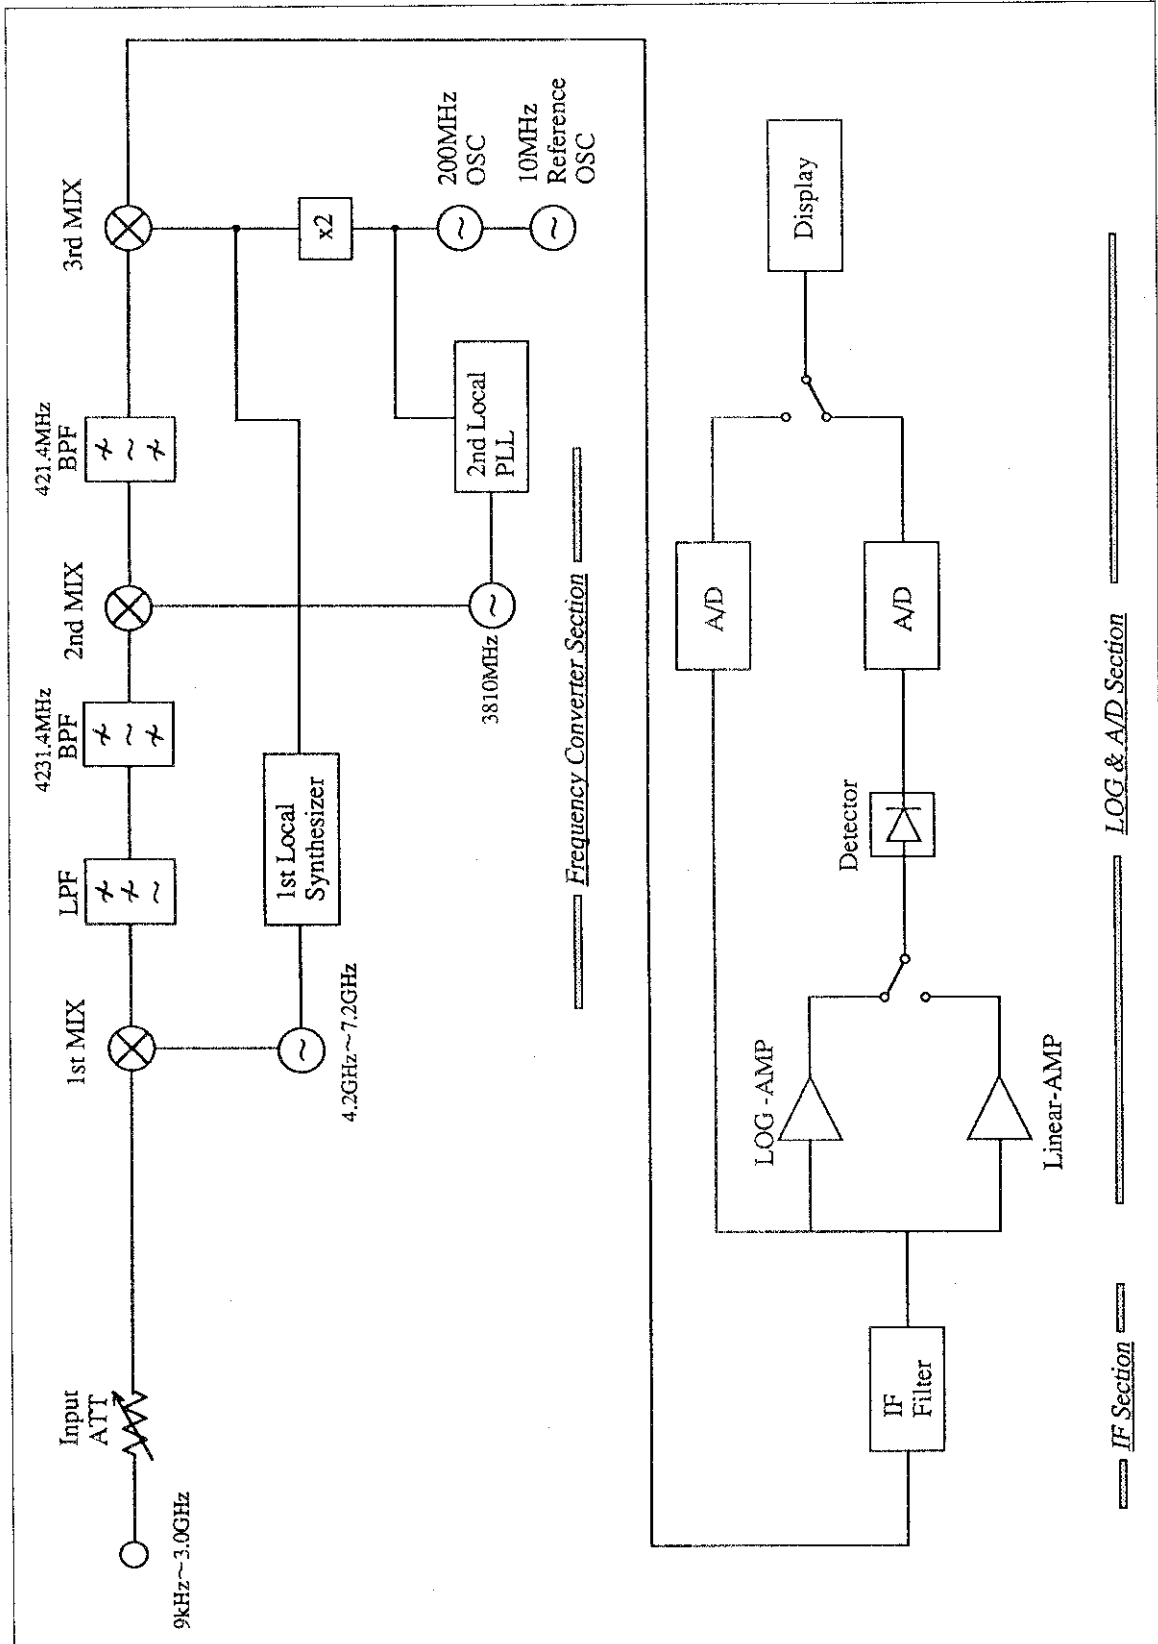 Input
ATT
9kHz~3.0GHz
1st MIX
4.2GHz~7.2GHz
LPF
1st Local
Synthesizer
4231.4MHz
BPF
2nd MIX
3810MHz
421.4MHz
BPF
2nd Local
PLL
3rd MIX
x2
200MHz
OSC
10MHz
Reference
OSC
Frequency Converter Section
IF
Filter
LOG -AMP
Linear-AMP
Detector
A/D
A/D
Display
IF Section
LOG & A/D Section